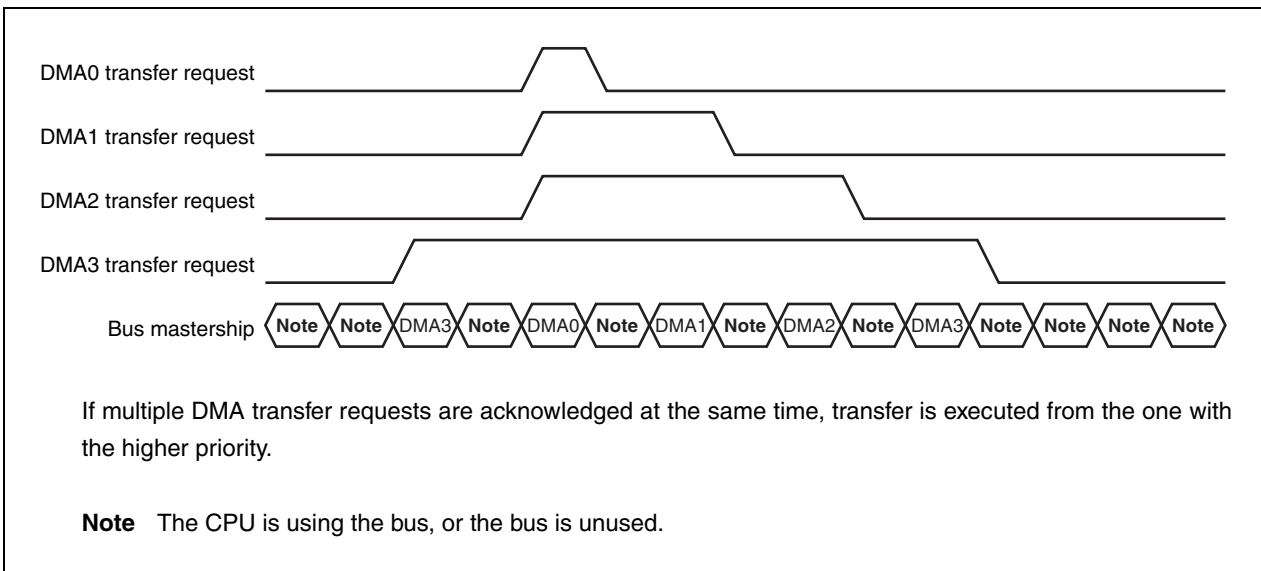 DMA0 transfer request
DMA1 transfer request
DMA2 transfer request
DMA3 transfer request
Bus mastership Note Note DMA3 Note DMA0 Note DMA1 Note DMA2 Note DMA3 Note Note Note Note
If multiple DMA transfer requests are acknowledged at the same time, transfer is executed from the one with
the higher priority.
Note The CPU is using the bus, or the bus is unused.